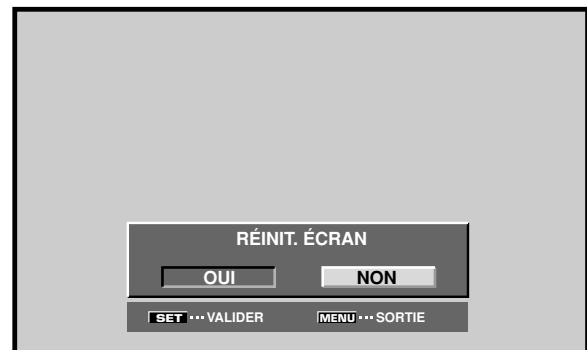 RÉINIT. ÉCRAN
OUI NON
SET ··· VALIDER MENU ··· SORTIE